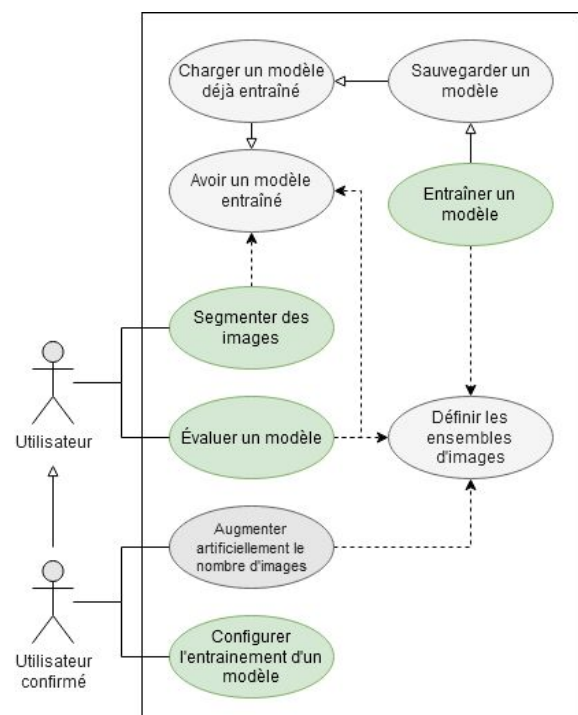 Charger un modèle
déjà entraîné
Sauvegarder un
modèle
Avoir un modèle
entraîné
Entraîner un
modèle
Segmenter des
images
Utilisateur
Évaluer un modèle
Définir les
ensembles
d'images
Augmenter
artificiellement le
nombre d'images
Utilisateur
confirmé
Configurer
l'entrainement d'un
modèle